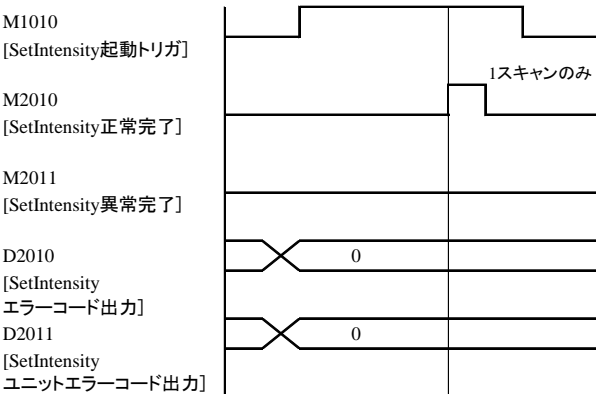 M1010
[SetIntensity起動トリガ]
1スキャンのみ
M2010
[SetIntensity正常完了]
M2011
[SetIntensity異常完了]
D2010
0
[SetIntensity
エラーコード出力]
D2011
0
[SetIntensity
ユニットエラーコード出力]